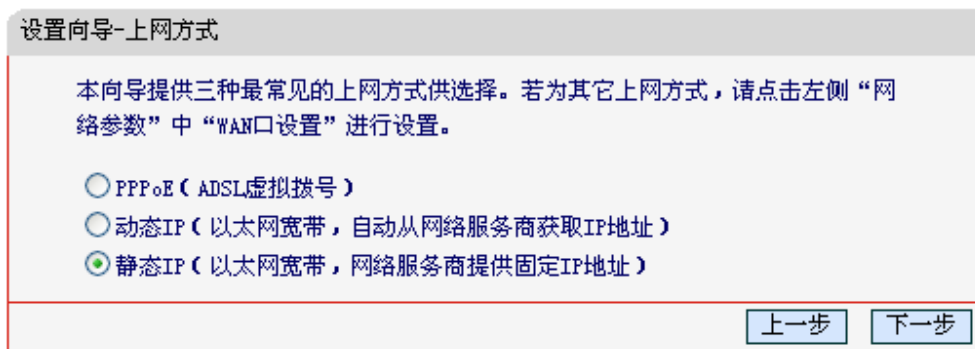 设置向导-上网方式
本向导提供三种最常见的上网方式供选择。若为其它上网方式，请点击左侧“网
络参数”中“WAN口设置”进行设置。
PPPoE（ADSL虚拟拨号）
动态IP（以太网宽带，自动从网络服务商获取IP地址）
静态IP（以太网宽带，网络服务商提供固定IP地址）
上一步 下一步